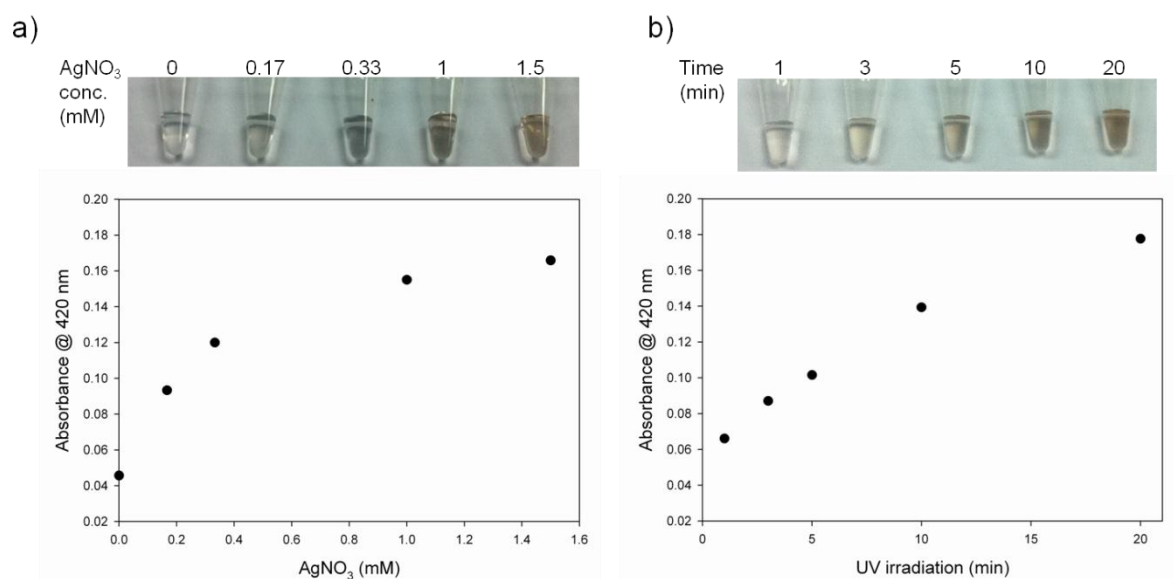 a)
AgNO₃ conc. (mM)
0 0.17 0.33 1 1.5
Absorbance @ 420 nm
0.20
0.18
0.16
0.14
0.12
0.10
0.08
0.06
0.04
0.02
0.0 0.2 0.4 0.6 0.8 1.0 1.2 1.4 1.6
AgNO₃ (mM)
b)
Time (min)
1 3 5 10 20
Absorbance @ 420 nm
0.20
0.18
0.16
0.14
0.12
0.10
0.08
0.06
0.04
0.02
0 5 10 15 20
UV irradiation (min)